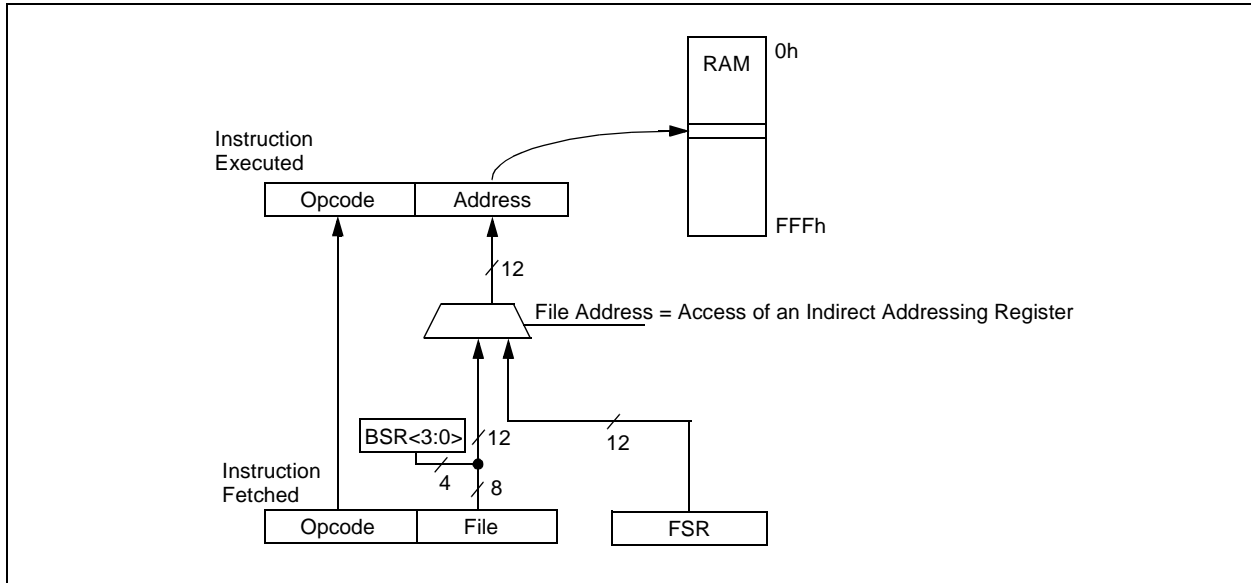 RAM
0h
Instruction
Executed
Opcode
Address
FFFh
12
File Address = Access of an Indirect Addressing Register
BSR<3:0>
12
12
Instruction
Fetched
4
8
Opcode
File
FSR